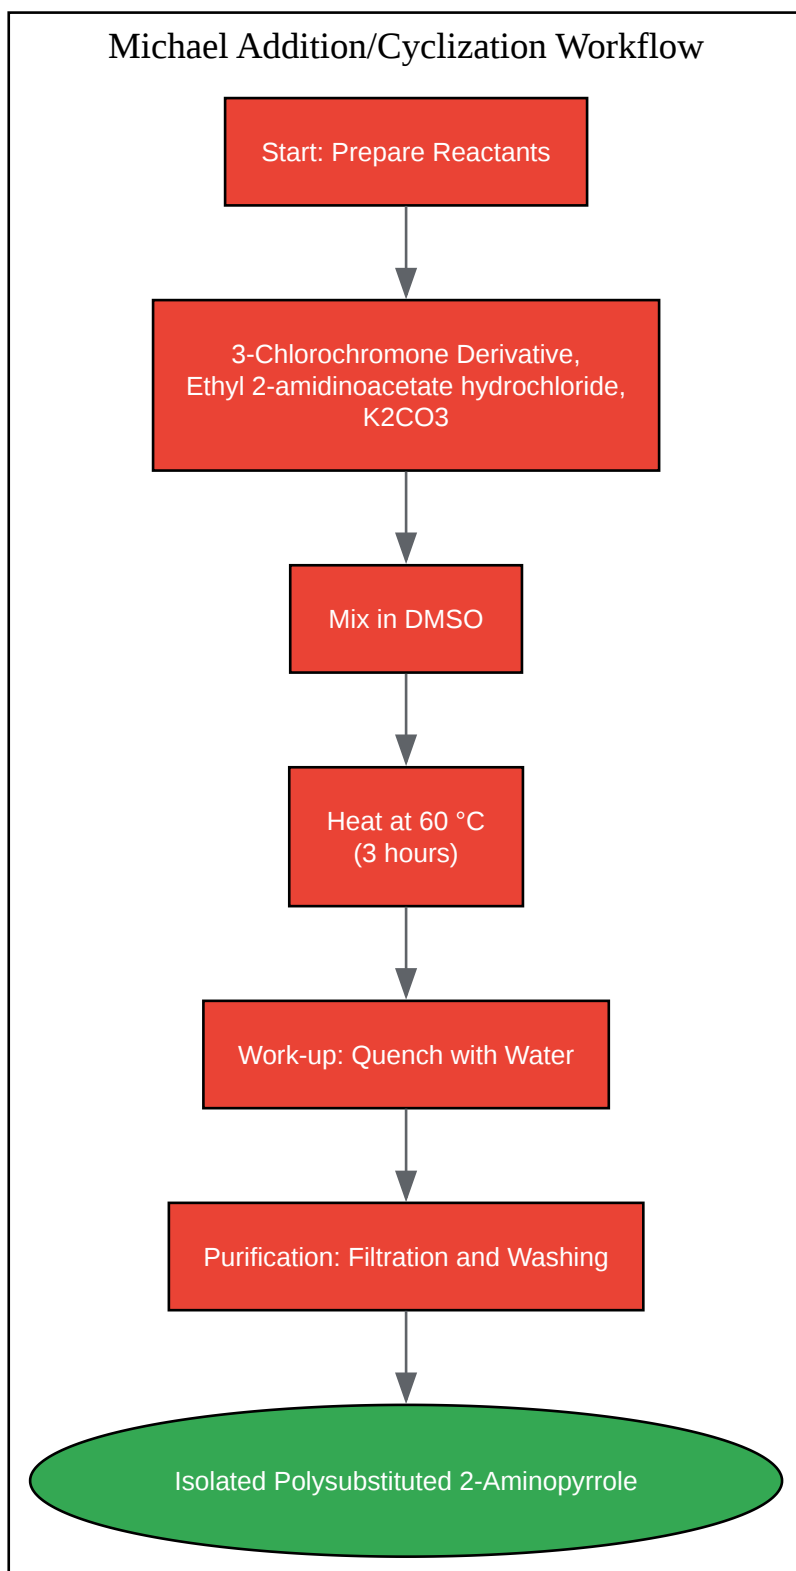 Michael Addition/Cyclization Workflow
Start: Prepare Reactants
3-Chlorochromone Derivative,
Ethyl 2-amidinoacetate hydrochloride,
K2CO3
Mix in DMSO
Heat at 60 °C
(3 hours)
Work-up: Quench with Water
Purification: Filtration and Washing
Isolated Polysubstituted 2-Aminopyrrole